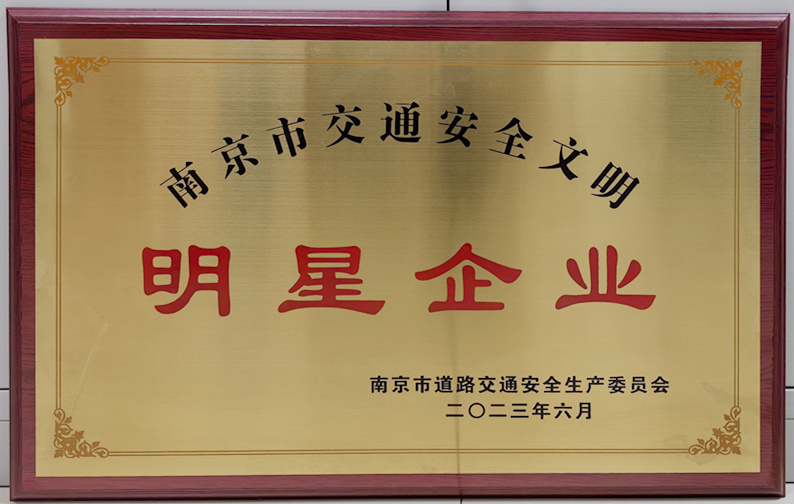 南京市交通安全文明
明星企业
南京市道路交通安全生产委员会
二〇二三年六月